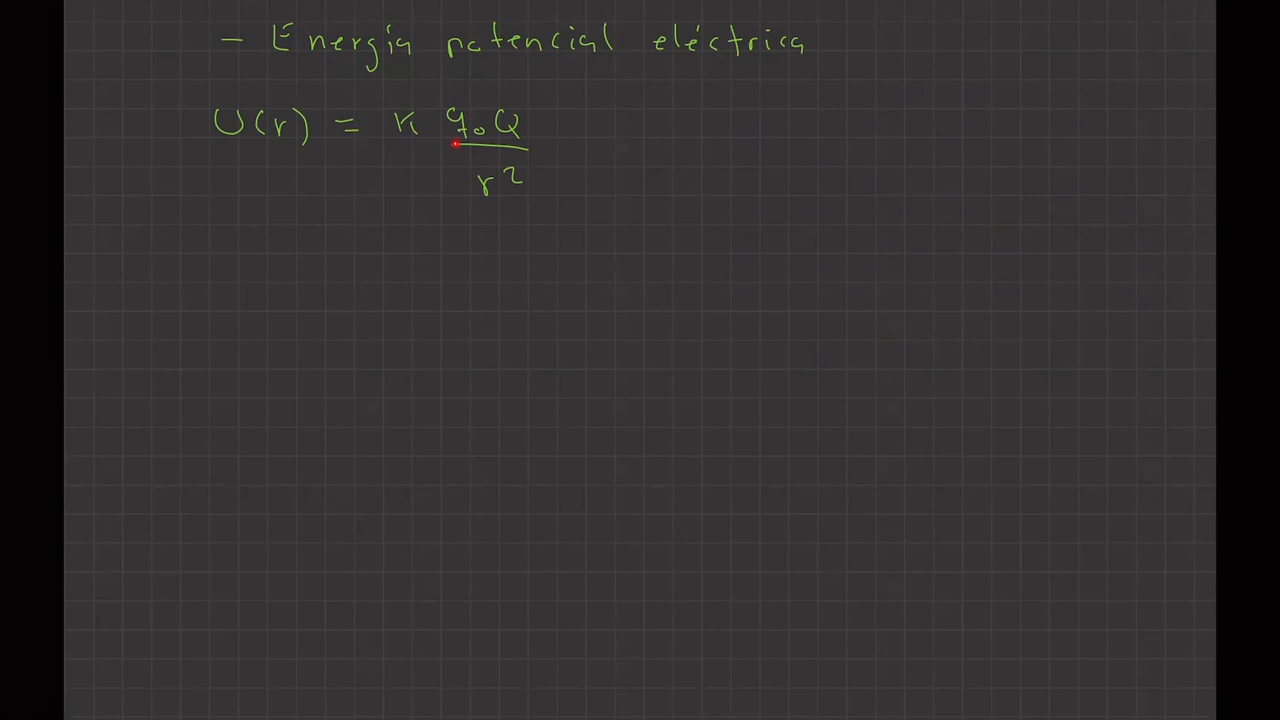 - Energía potencial eléctrica
U(r) = K q₀Q / r²